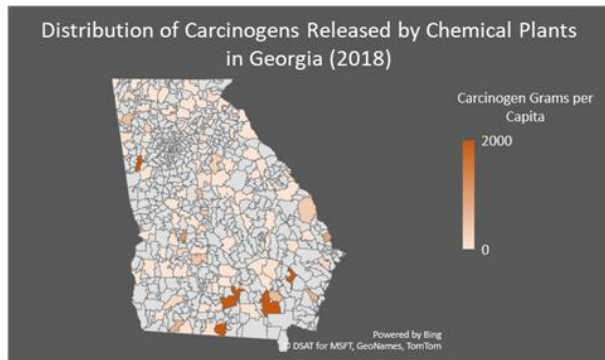 Distribution of Carcinogens Released by Chemical Plants
in Georgia (2018)
Carcinogen Grams per
Capita
2000
0
Powered by Bing
© DSAT for MSFT, GeoNames, TomTom